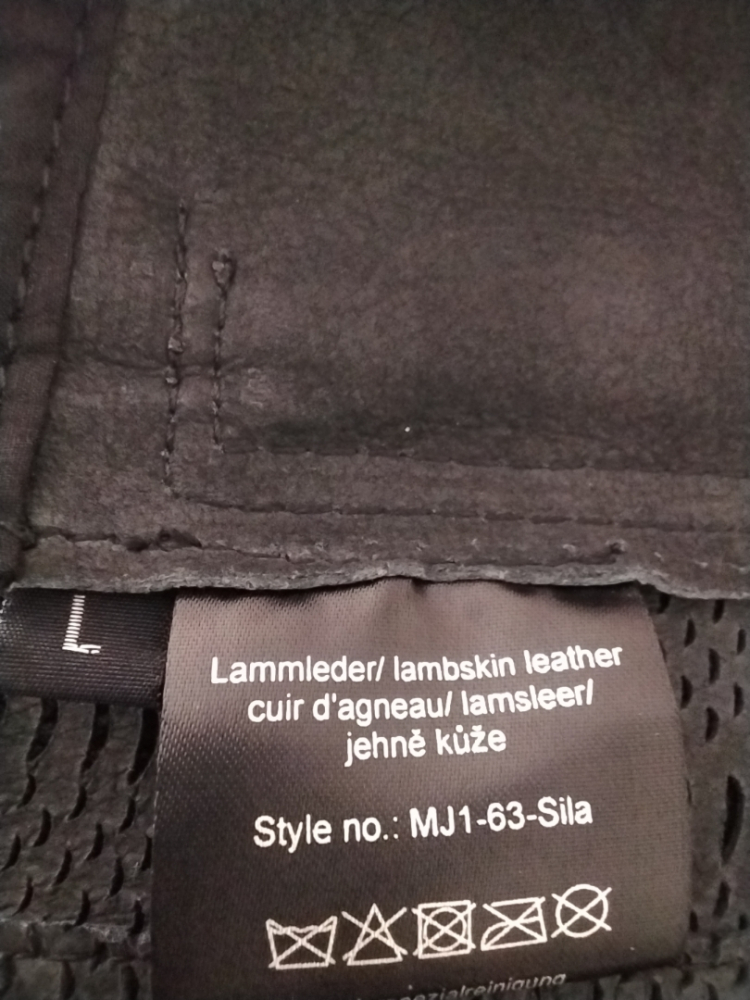 L
Lammleder/ lambskin leather
cuir d'agneau/ lamsleer/
jehně kůže
Style no.: MJ1-63-Sila